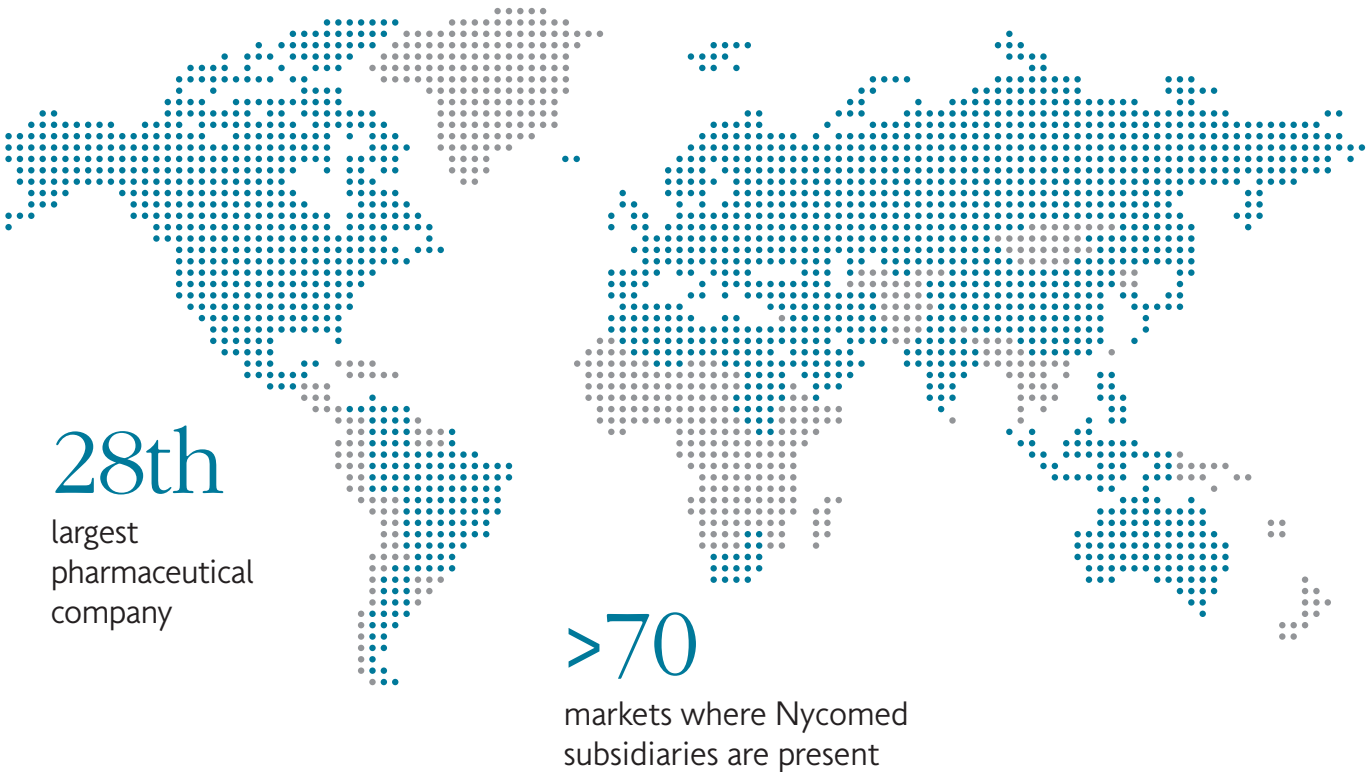 28th
largest
pharmaceutical
company
>70
markets where Nycomed
subsidiaries are present